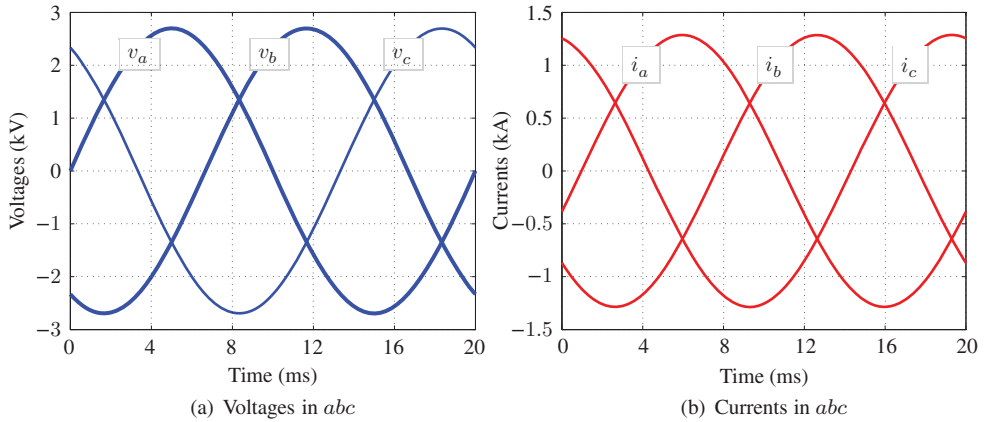 3
2
1
0
−1
−2
−3
Voltages (kV)
v_a
v_b
v_c
0
4
8
12
16
20
Time (ms)
(a) Voltages in abc
1.5
1
0.5
0
−0.5
−1
−1.5
Currents (kA)
i_a
i_b
i_c
0
4
8
12
16
20
Time (ms)
(b) Currents in abc